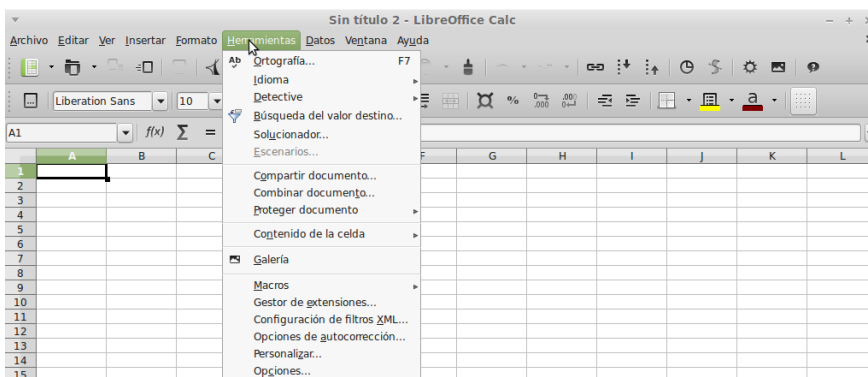 Sin título 2 - LibreOffice Calc
Archivo Editar Ver Insertar Formato Herramientas Datos Ventana Ayuda
Liberation Sans 10 % 0.000 .000 a
A1 f(x) Σ =
A B C F G H I J K L
Ortografía... F7
Idioma
Detective
Búsqueda del valor destino...
Solucionador...
Escenarios...
Compartir documento...
Combinar documento...
Proteger documento
Contenido de la celda
Galería
Macros
Gestor de extensiones...
Configuración de filtros XML...
Opciones de autocorrección...
Personalizar...
Opciones...
1
2
3
4
5
6
7
8
9
10
11
12
13
14
15